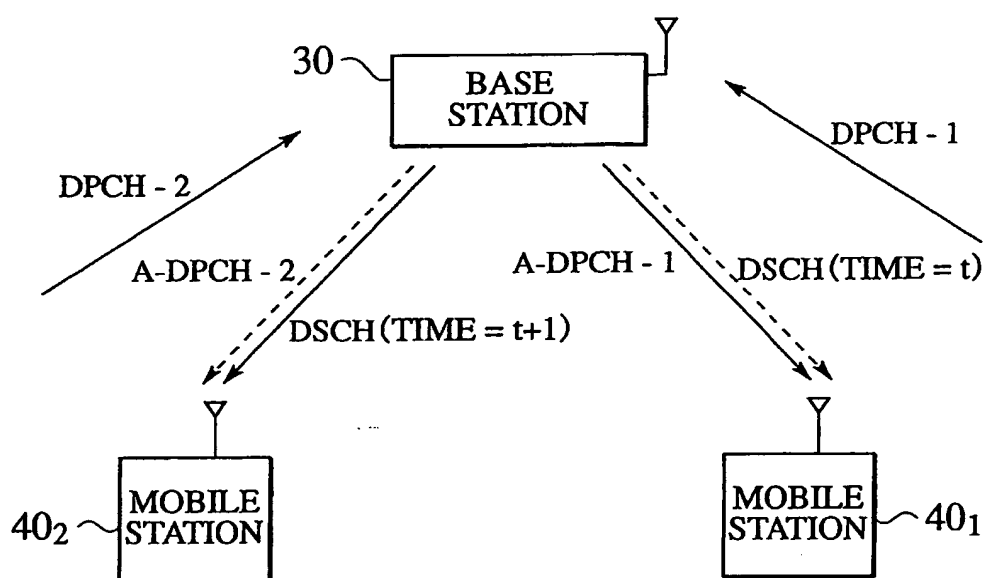 30
BASE
STATION
DPCH - 1
DPCH - 2
A-DPCH - 2
A-DPCH - 1
DSCH (TIME = t)
DSCH (TIME = t+1)
MOBILE
STATION
40₂
MOBILE
STATION
40₁